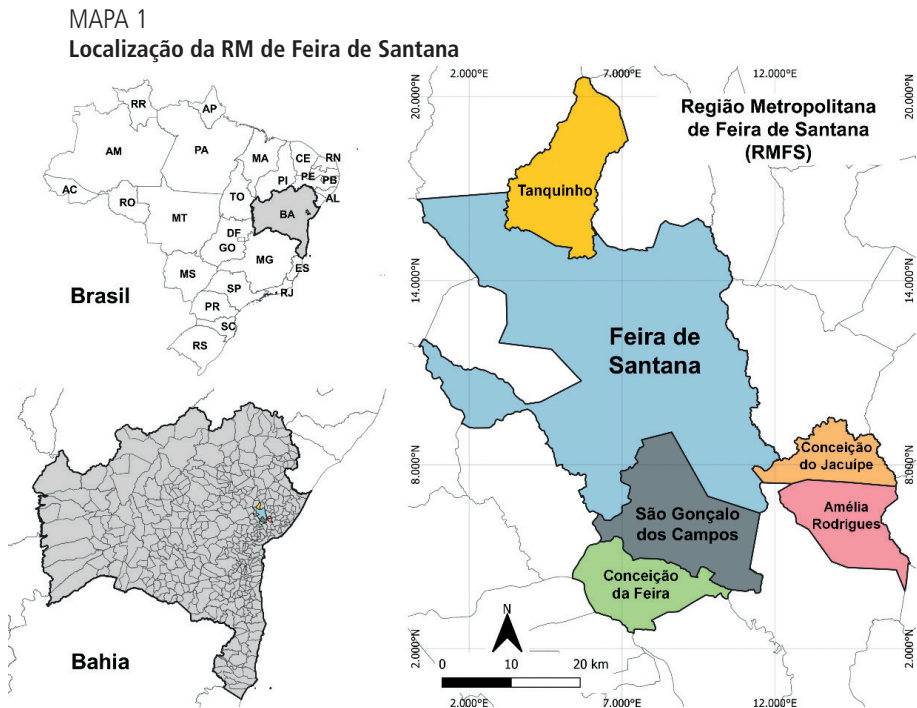 MAPA 1
Localização da RM de Feira de Santana
RR
AP
AM
PA
MA
CE
RN
PI
PE
PB
AL
AC
RO
TO
BA
MT
DF
GO
MG
ES
MS
SP
RJ
PR
SC
RS
Brasil
Bahia
2.000°E
7.000°E
12.000°E
20.000°N
20.000°N
Região Metropolitana
de Feira de Santana
(RMFS)
Tanquinho
14.000°N
14.000°N
Feira de
Santana
8.000°N
8.000°N
Conceição
do Jacuípe
São Gonçalo
dos Campos
Amélia
Rodrigues
Conceição
da Feira
N
2.000°N
2.000°N
0 10 20 km
2.000°E
7.000°E
12.000°E